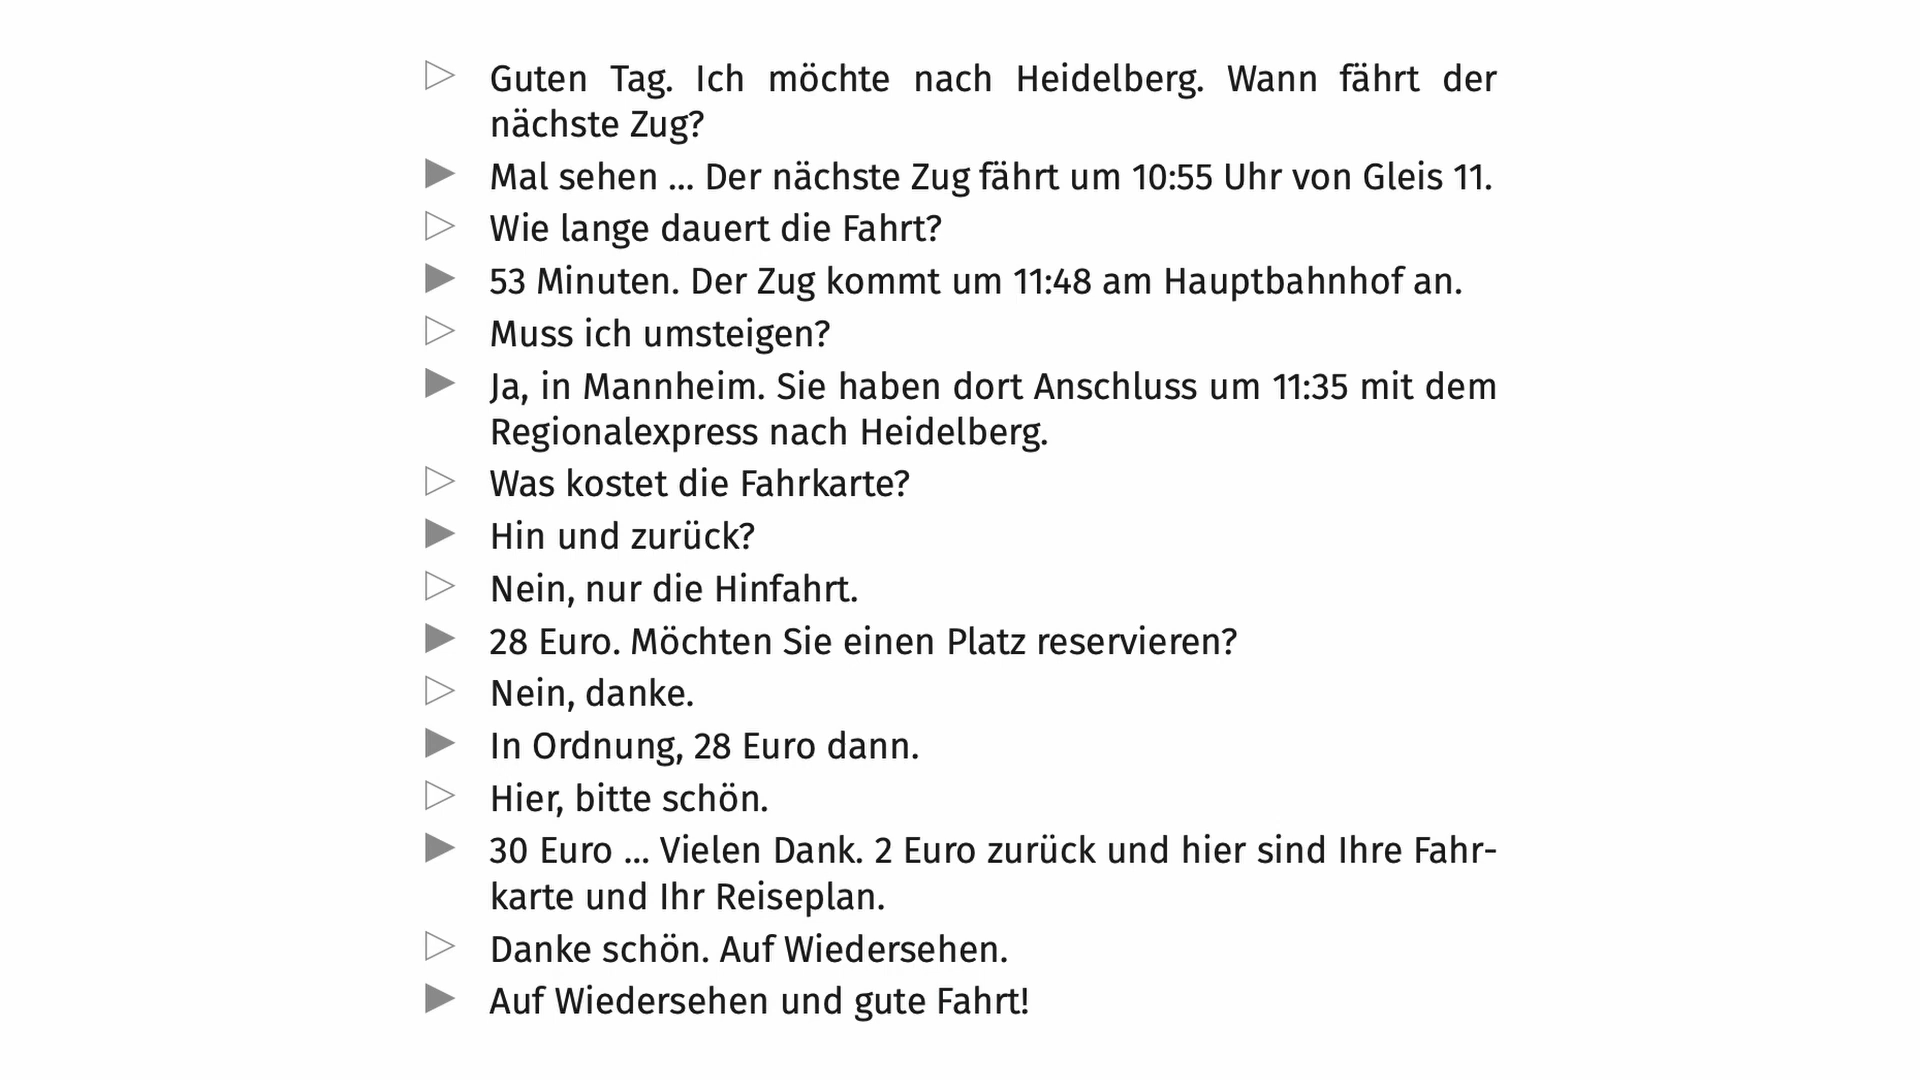 Guten Tag. Ich möchte nach Heidelberg. Wann fährt der
nächste Zug?
Mal sehen ... Der nächste Zug fährt um 10:55 Uhr von Gleis 11.
Wie lange dauert die Fahrt?
53 Minuten. Der Zug kommt um 11:48 am Hauptbahnhof an.
Muss ich umsteigen?
Ja, in Mannheim. Sie haben dort Anschluss um 11:35 mit dem
Regionalexpress nach Heidelberg.
Was kostet die Fahrkarte?
Hin und zurück?
Nein, nur die Hinfahrt.
28 Euro. Möchten Sie einen Platz reservieren?
Nein, danke.
In Ordnung, 28 Euro dann.
Hier, bitte schön.
30 Euro ... Vielen Dank. 2 Euro zurück und hier sind Ihre Fahr-
karte und Ihr Reiseplan.
Danke schön. Auf Wiedersehen.
Auf Wiedersehen und gute Fahrt!